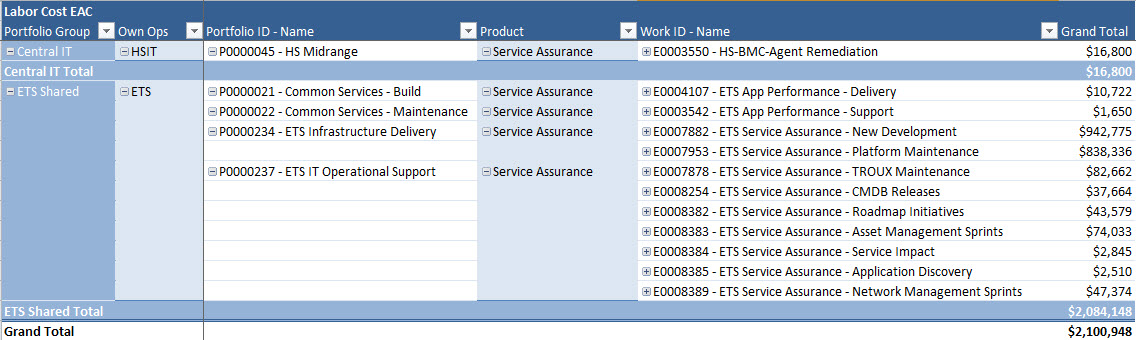 Labor Cost EAC
Portfolio Group Own Ops Portfolio ID - Name Product Work ID - Name Grand Total
Central IT HSIT P0000045 - HS Midrange Service Assurance E0003550 - HS-BMC-Agent Remediation $16,800
Central IT Total $16,800
ETS Shared ETS P0000021 - Common Services - Build Service Assurance E0004107 - ETS App Performance - Delivery $10,722
P0000022 - Common Services - Maintenance Service Assurance E0003542 - ETS App Performance - Support $1,650
P0000234 - ETS Infrastructure Delivery Service Assurance E0007882 - ETS Service Assurance - New Development $942,775
E0007953 - ETS Service Assurance - Platform Maintenance $838,336
P0000237 - ETS IT Operational Support Service Assurance E0007878 - ETS Service Assurance - TROUX Maintenance $82,662
E0008254 - ETS Service Assurance - CMDB Releases $37,664
E0008382 - ETS Service Assurance - Roadmap Initiatives $43,579
E0008383 - ETS Service Assurance - Asset Management Sprints $74,033
E0008384 - ETS Service Assurance - Service Impact $2,845
E0008385 - ETS Service Assurance - Application Discovery $2,510
E0008389 - ETS Service Assurance - Network Management Sprints $47,374
ETS Shared Total $2,084,148
Grand Total $2,100,948